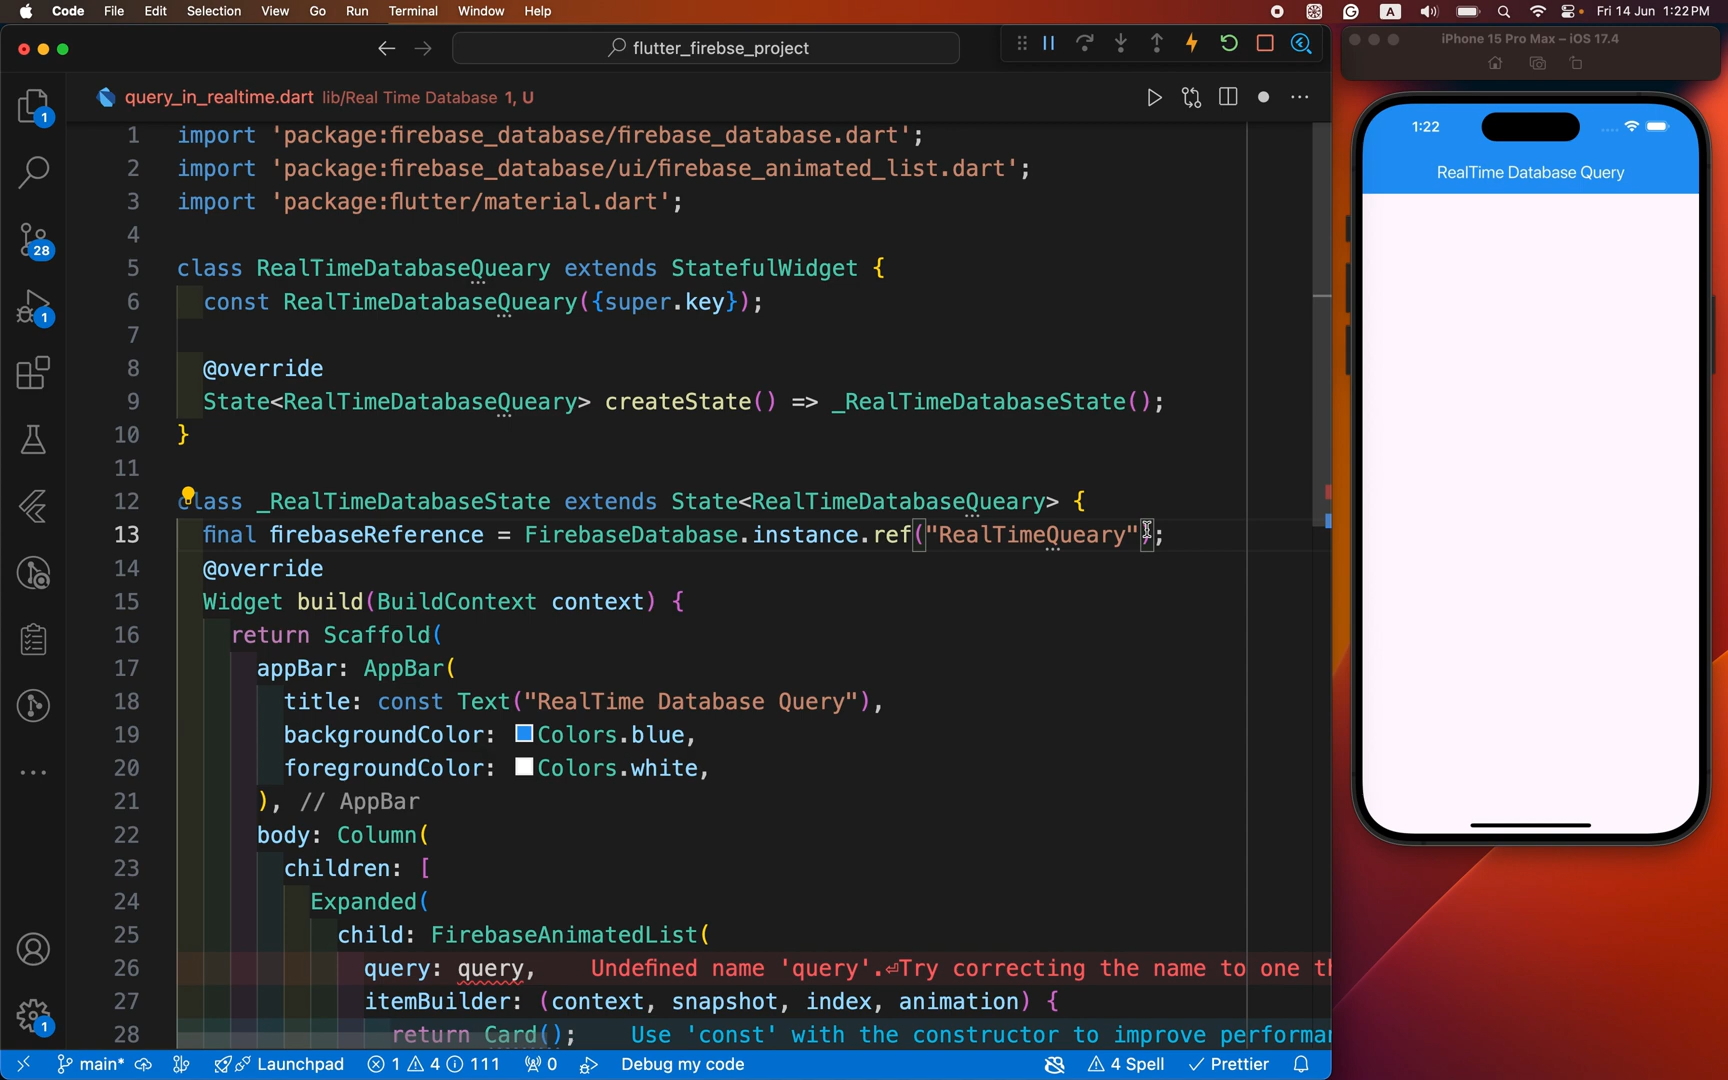 Code File Edit Selection View Go Run Terminal Window Help
A
Fri 14 Jun 1:22 PM
flutter_firebse_project
iPhone 15 Pro Max – iOS 17.4
query_in_realtime.dart lib/Real Time Database 1, U
1 import 'package:firebase_database/firebase_database.dart';
2 import 'package:firebase_database/ui/firebase_animated_list.dart';
3 import 'package:flutter/material.dart';
4
5 class RealTimeDatabaseQueary extends StatefulWidget {
6 const RealTimeDatabaseQueary({super.key});
7
8 @override
9 State<RealTimeDatabaseQueary> createState() => _RealTimeDatabaseState();
10 }
11
12 class _RealTimeDatabaseState extends State<RealTimeDatabaseQueary> {
13 final firebaseReference = FirebaseDatabase.instance.ref("RealTimeQueary");
14 @override
15 Widget build(BuildContext context) {
16 return Scaffold(
17 appBar: AppBar(
18 title: const Text("RealTime Database Query"),
19 backgroundColor: Colors.blue,
20 foregroundColor: Colors.white,
21 ), // AppBar
22 body: Column(
23 children: [
24 Expanded(
25 child: FirebaseAnimatedList(
26 query: query, Undefined name 'query'.⏎Try correcting the name to one th
27 itemBuilder: (context, snapshot, index, animation) {
28 return Card(); Use 'const' with the constructor to improve performan
1
28
1
1
main* Launchpad 1 4 111 0 Debug my code 4 Spell Prettier
1:22
RealTime Database Query